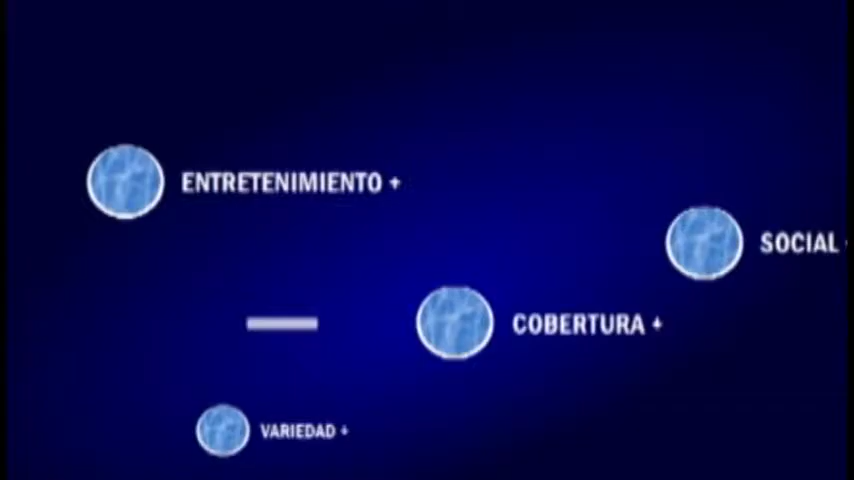 ENTRETENIMIENTO +
SOCIAL
COBERTURA +
VARIEDAD +